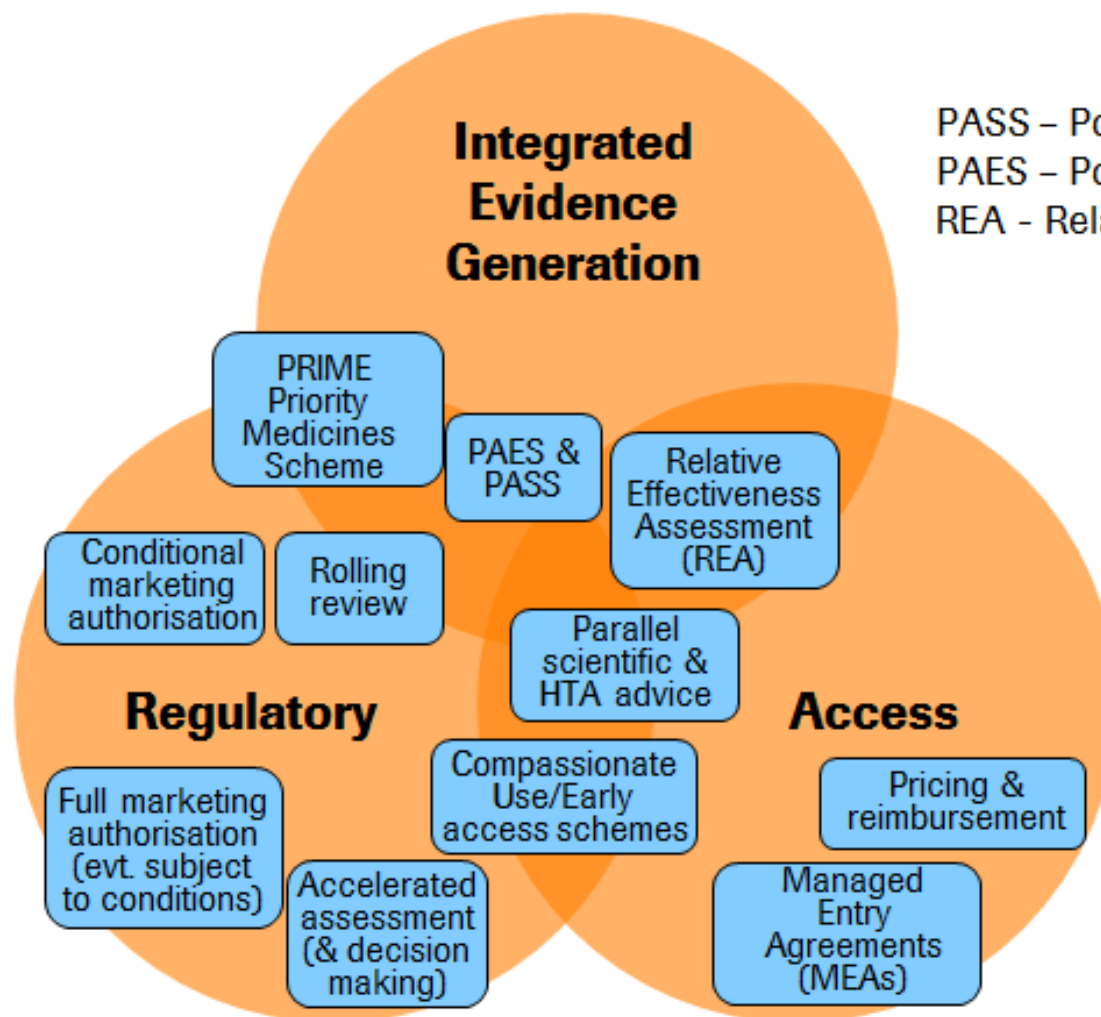 Integrated
Evidence
Generation
PASS – Po
PAES – Po
REA - Rel
PRIME
Priority
Medicines
Scheme
PAES &
PASS
Relative
Effectiveness
Assessment
(REA)
Conditional
marketing
authorisation
Rolling
review
Parallel
scientific &
HTA advice
Regulatory
Access
Compassionate
Use/Early
access schemes
Pricing &
reimbursement
Full marketing
authorisation
(evt. subject
to conditions)
Accelerated
assessment
(& decision
making)
Managed
Entry
Agreements
(MEAs)